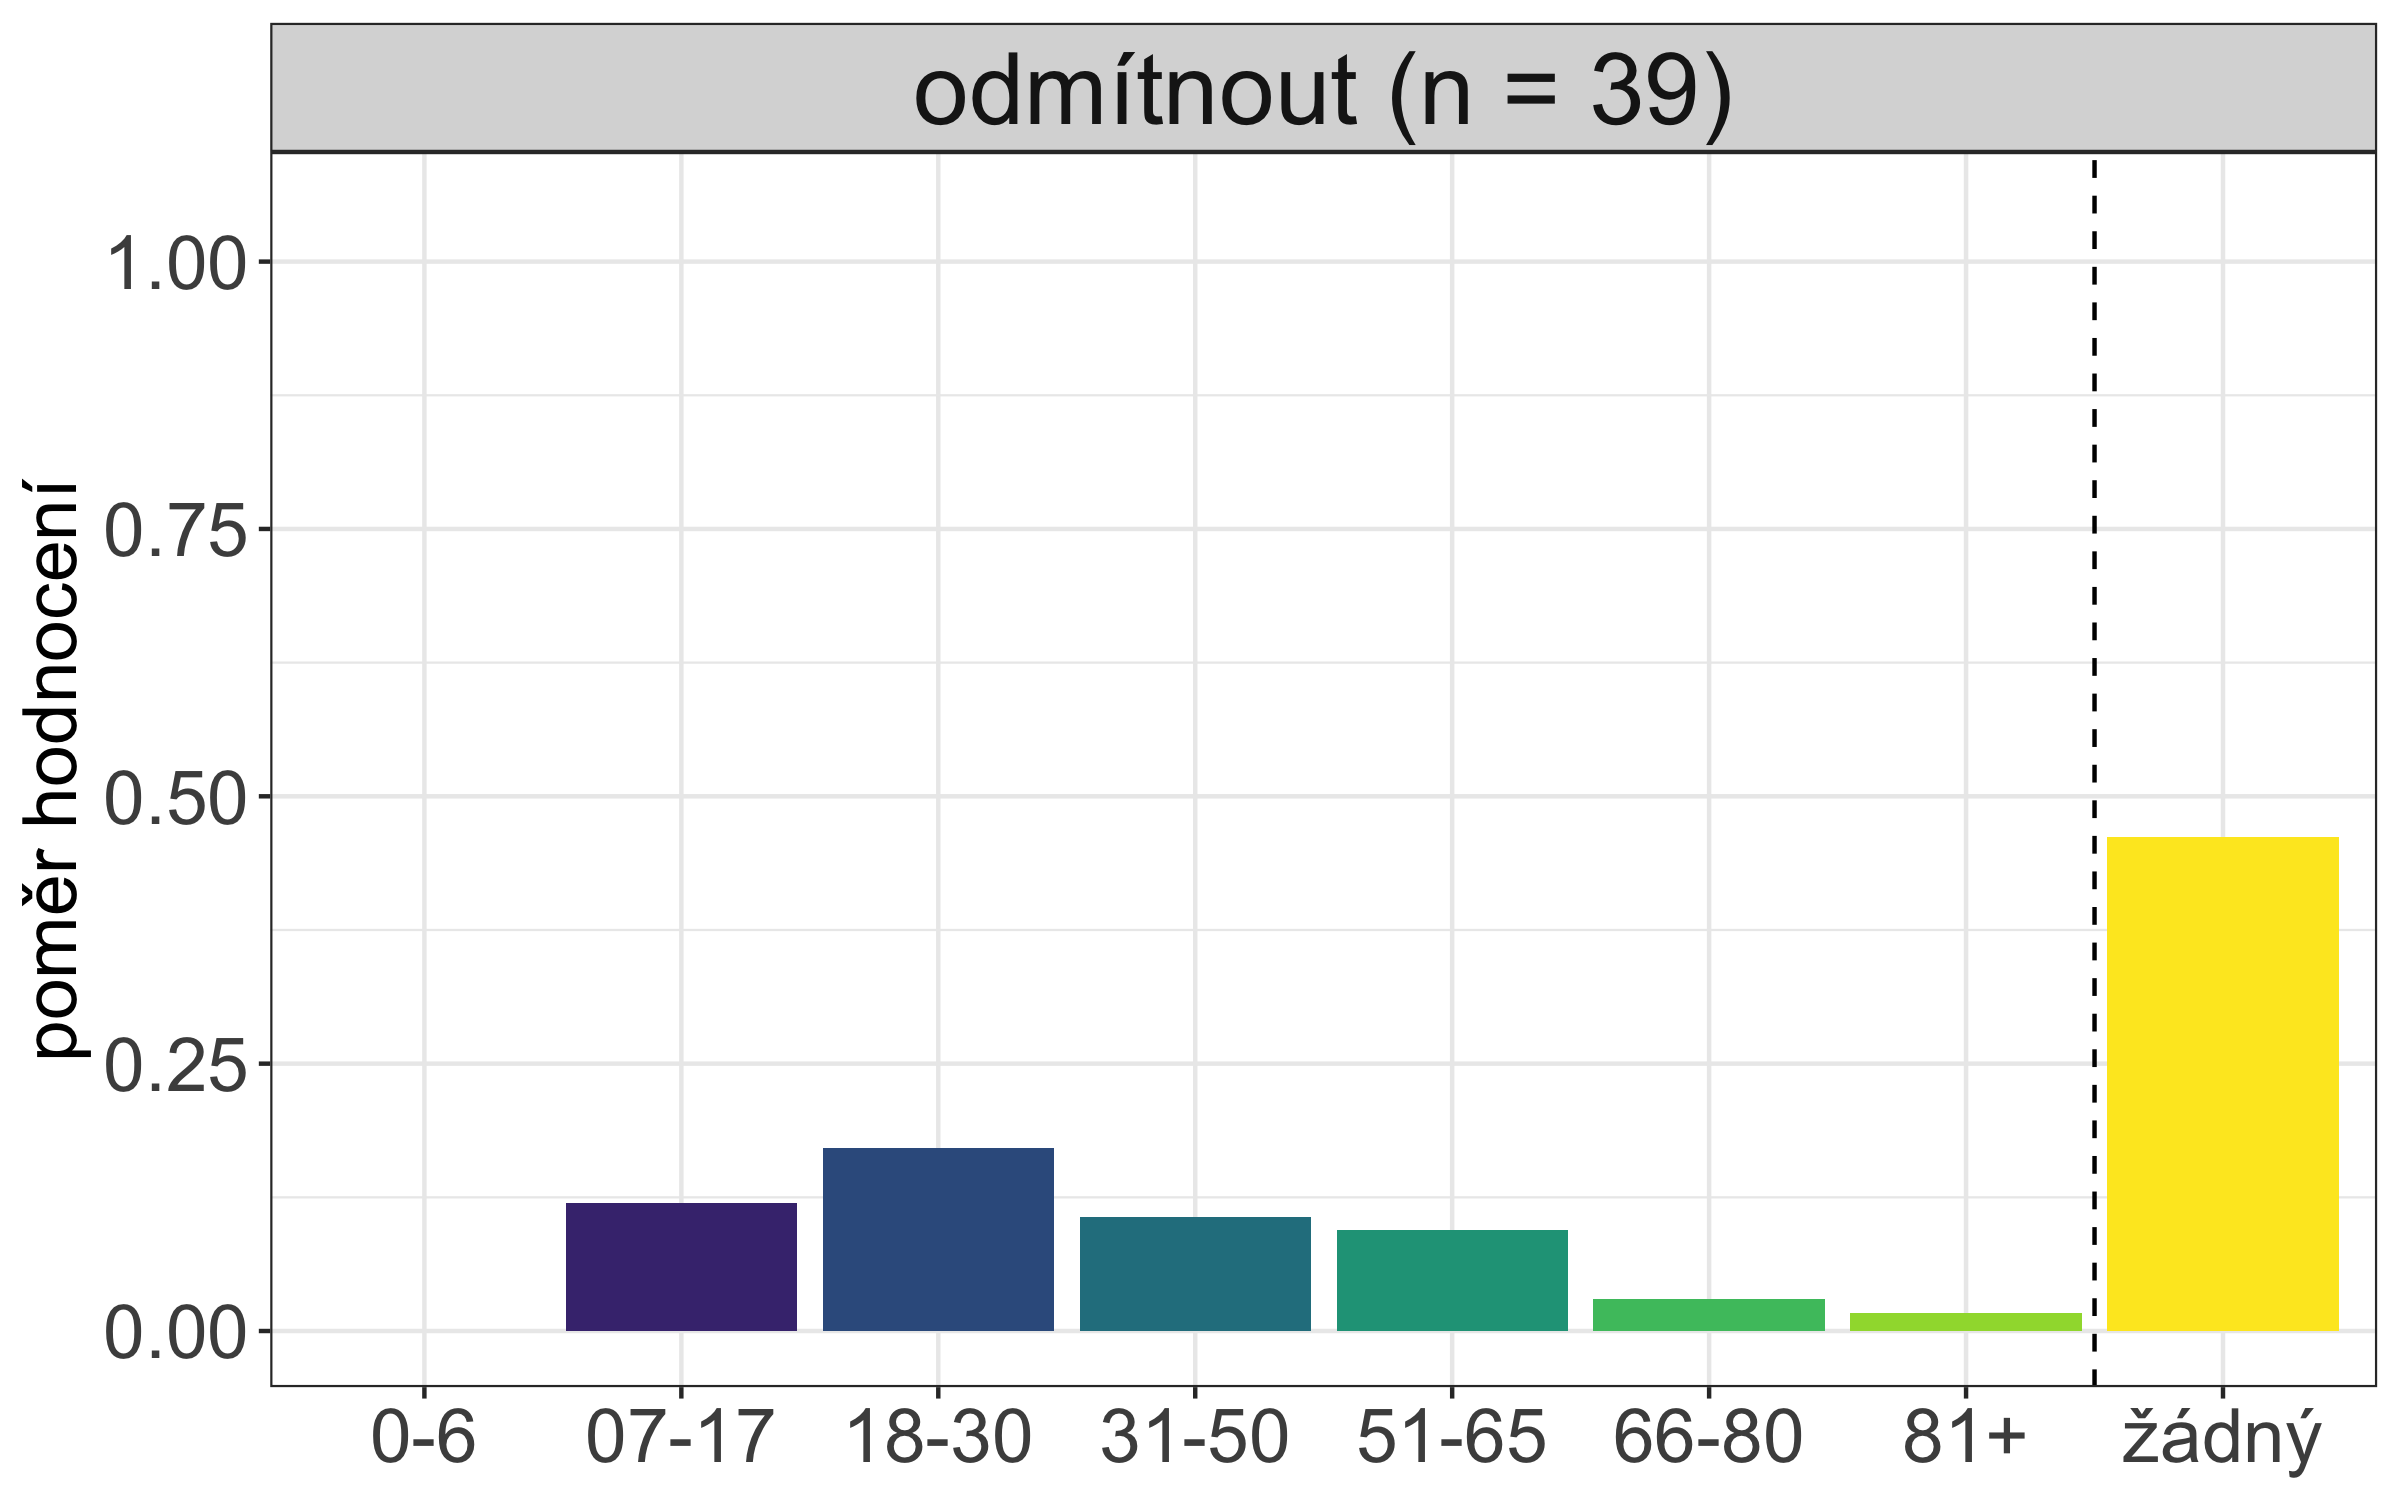 odmítnout (n = 39)
poměr hodnocení
1.00
0.75
0.50
0.25
0.00
0-6 07-17 18-30 31-50 51-65 66-80 81+ žádný